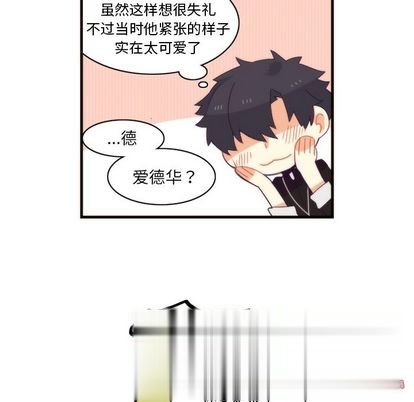 虽然这样想很失礼
不过当时他紧张的样子
实在太可爱了
...德
爱德华？